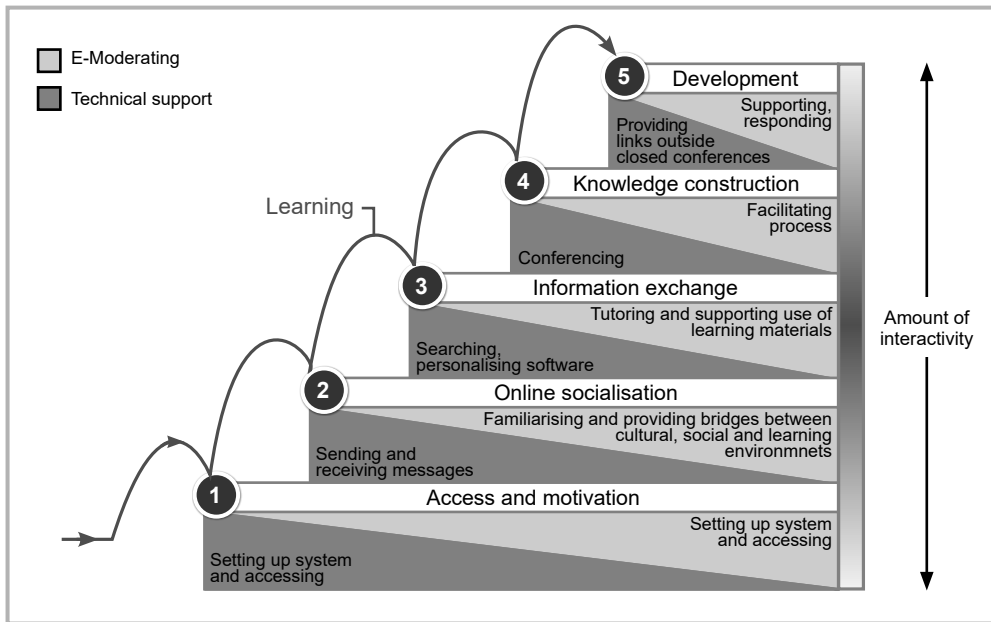 E-Moderating
Technical support
Learning
5
Development
Supporting,
responding
Providing
links outside
closed conferences
4
Knowledge construction
Facilitating
process
Conferencing
3
Information exchange
Tutoring and supporting use of
learning materials
Searching,
personalising software
2
Online socialisation
Familiarising and providing bridges between
cultural, social and learning
environmnets
Sending and
receiving messages
1
Access and motivation
Setting up system
and accessing
Setting up system
and accessing
Amount of
interactivity